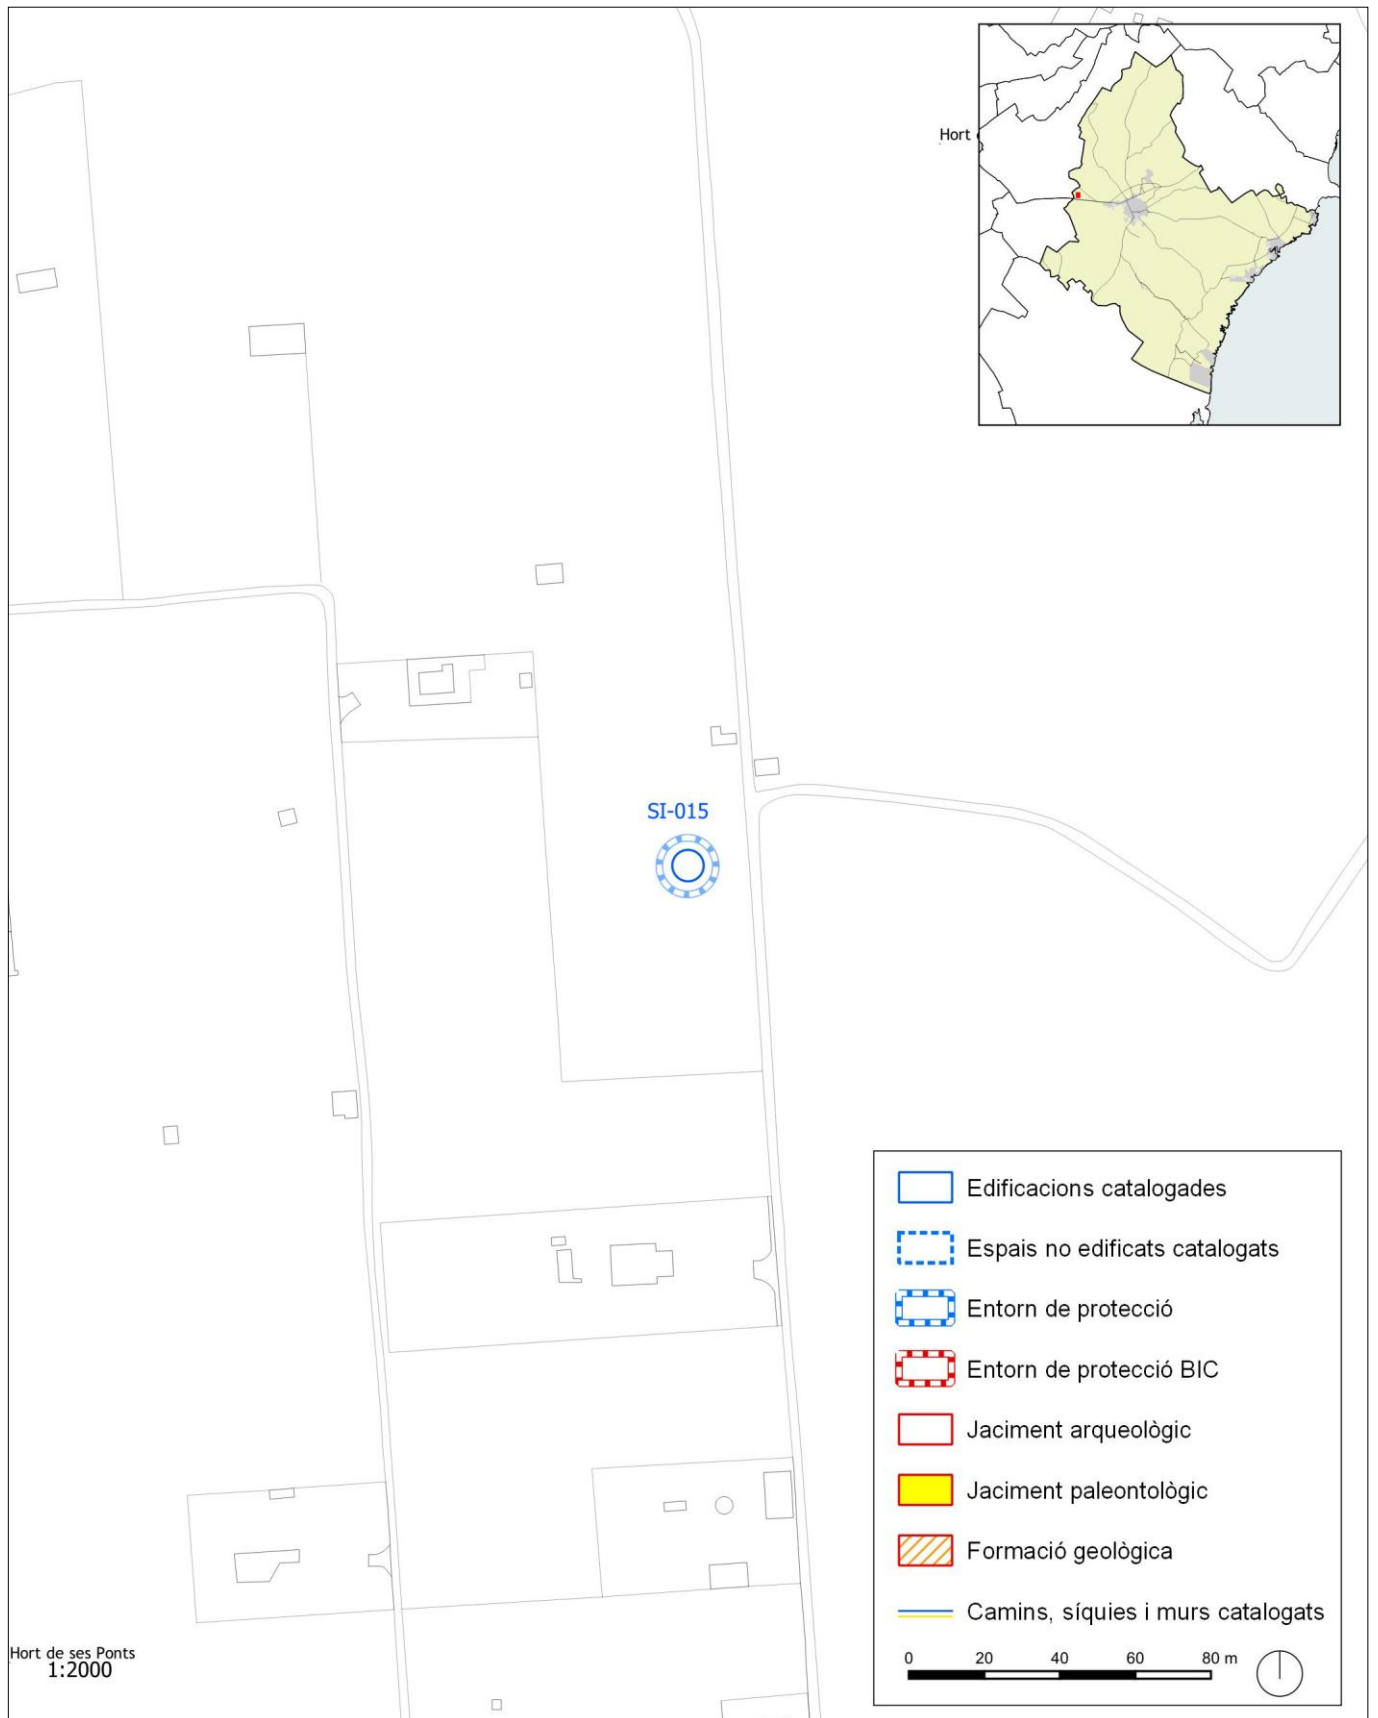 Hort
SI-015
Edificacions catalogades
Espais no edificats catalogats
Entorn de protecció
Entorn de protecció BIC
Jaciment arqueològic
Jaciment paleontològic
Formació geològica
Camins, síquies i murs catalogats
0 20 40 60 80 m
Hort de ses Ponts
1:2000